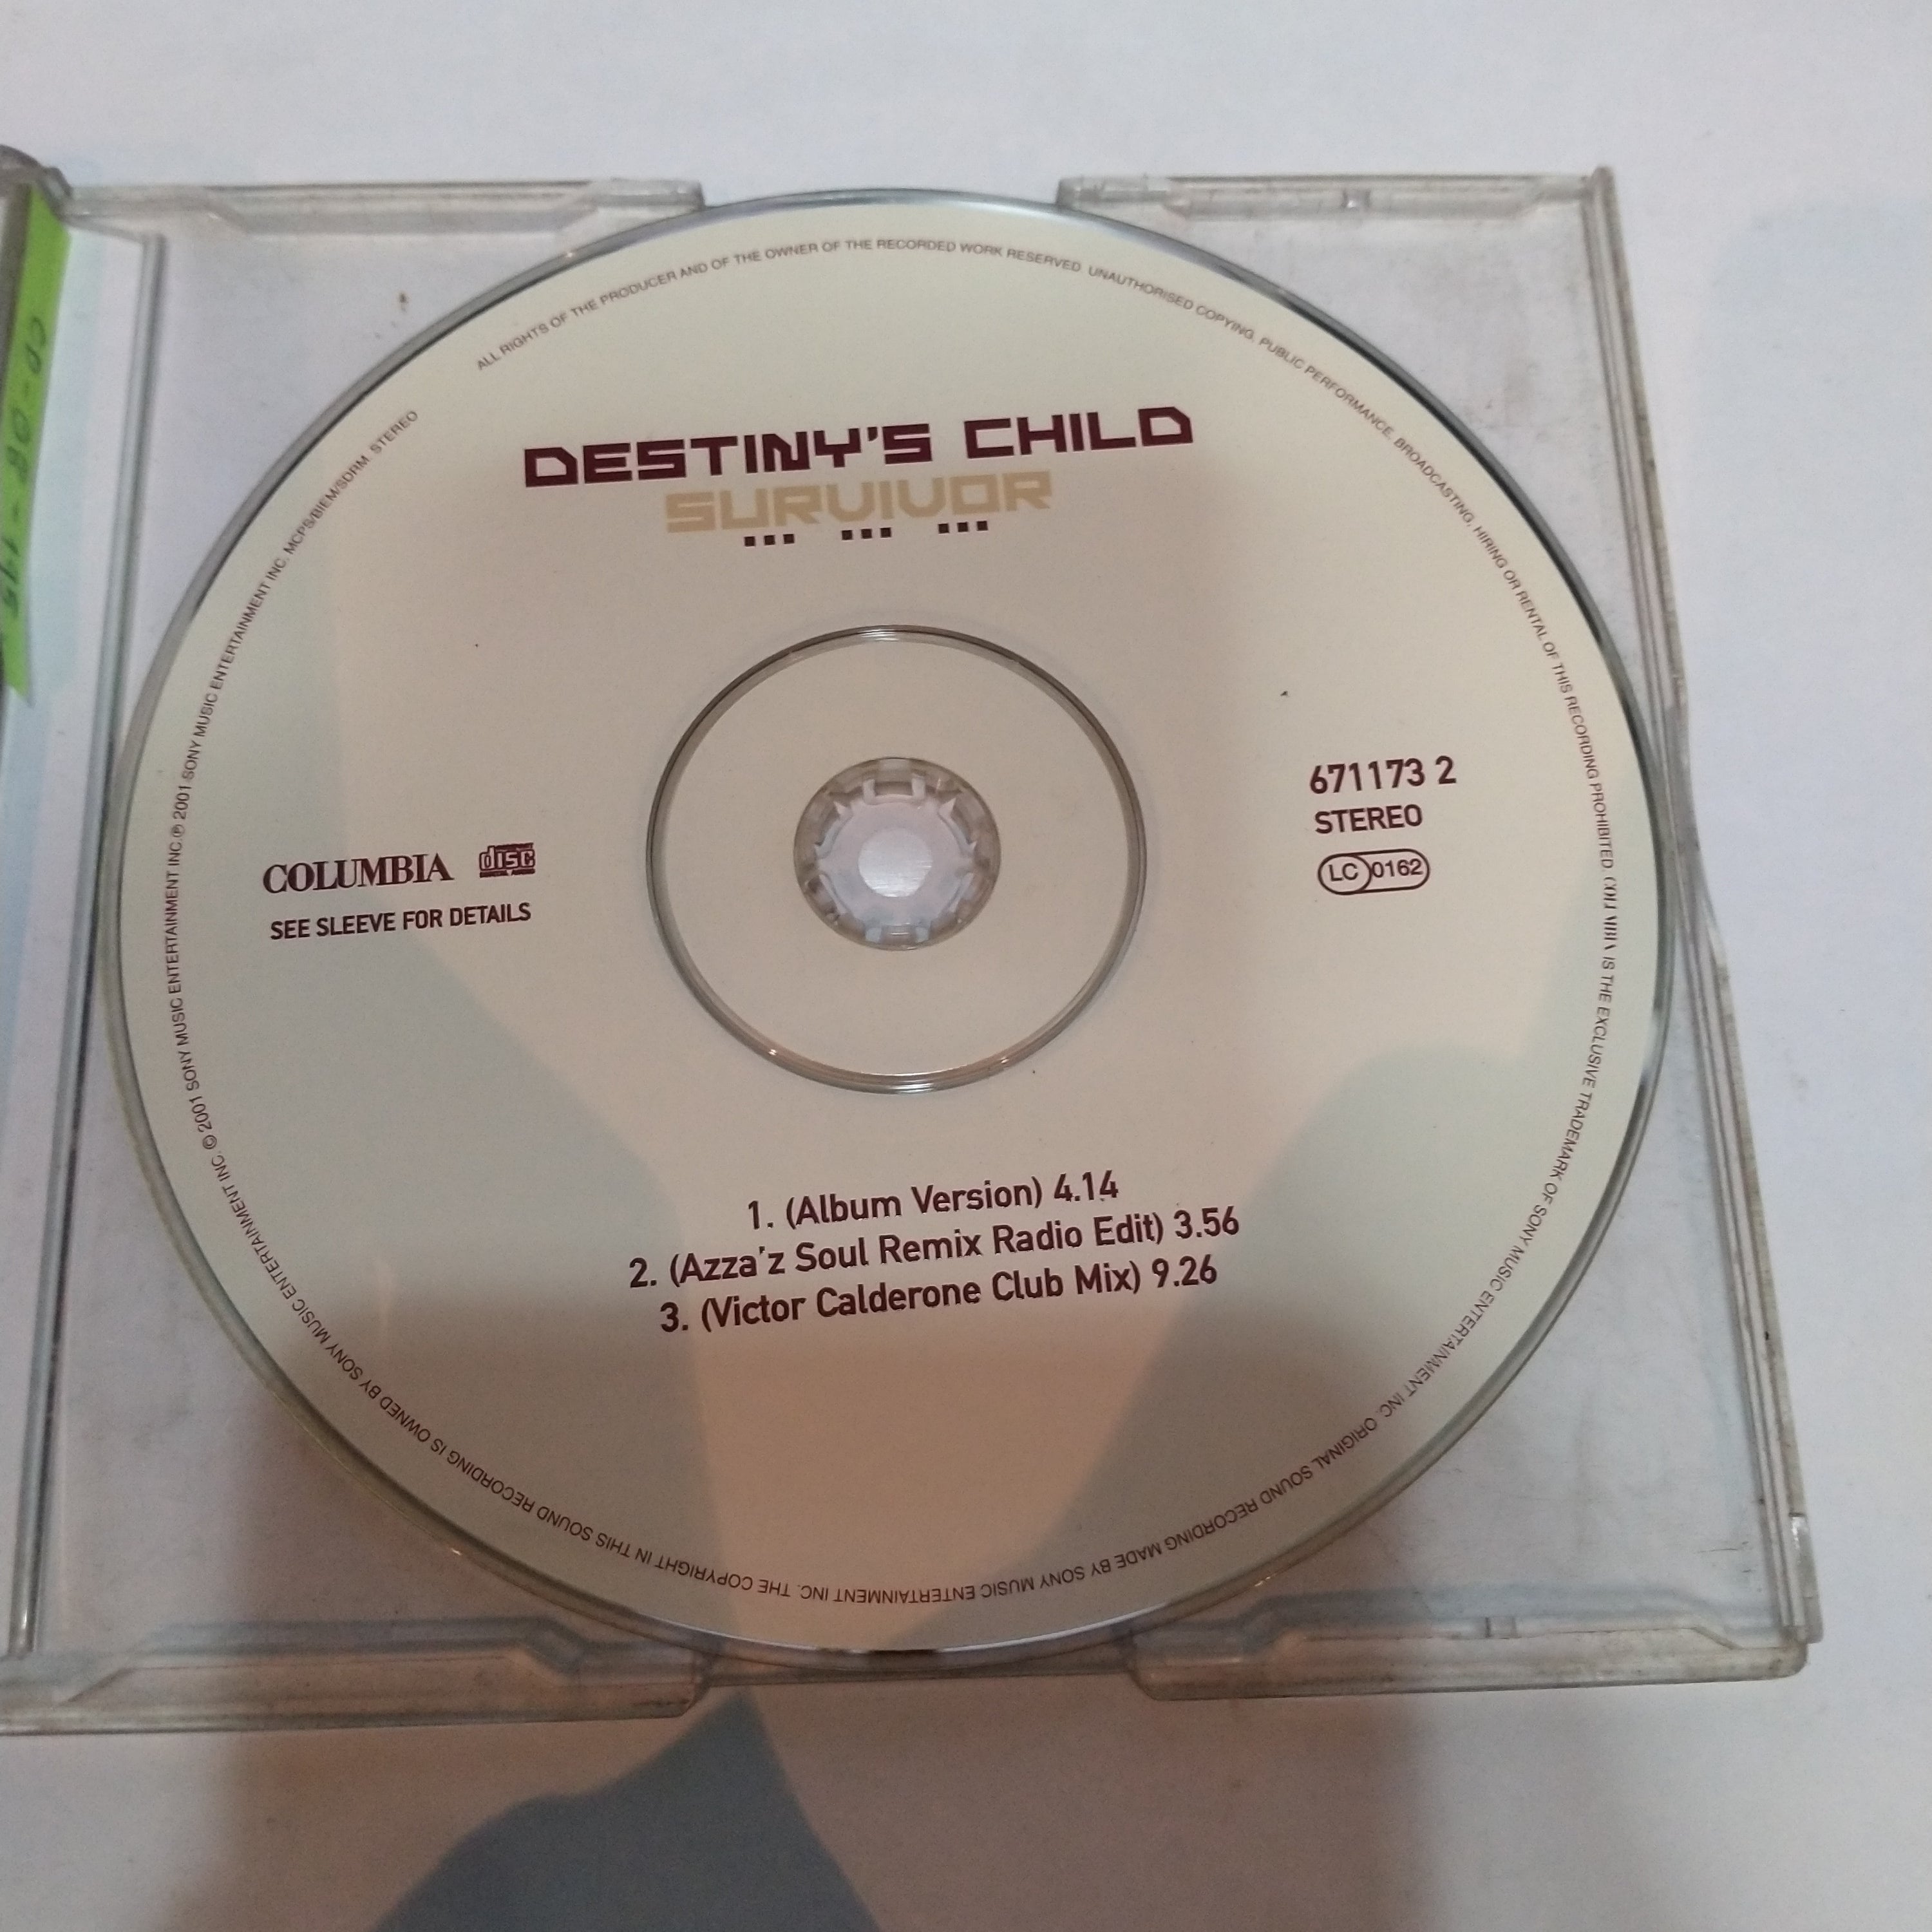 DESTINY'S CHILD
SURVIVOR
COLUMBIA
COMPACT
disc
DIGITAL AUDIO
SEE SLEEVE FOR DETAILS
671173 2
STEREO
LC 0162
1. (Album Version) 4.14
2. (Azza'z Soul Remix Radio Edit) 3.56
3. (Victor Calderone Club Mix) 9.26
ALL RIGHTS OF THE PRODUCER AND OF THE OWNER OF THE RECORDED WORK RESERVED. UNAUTHORISED COPYING, PUBLIC PERFORMANCE, BROADCASTING, HIRING OR RENTAL OF THIS RECORDING PROHIBITED. COLUMBIA IS THE EXCLUSIVE TRADEMARK OF SONY MUSIC ENTERTAINMENT INC. ORIGINAL SOUND RECORDING MADE BY SONY MUSIC ENTERTAINMENT INC. THE COPYRIGHT IN THIS SOUND RECORDING IS OWNED BY SONY MUSIC ENTERTAINMENT INC. © 2001 SONY MUSIC ENTERTAINMENT INC.℗ 2001 SONY MUSIC ENTERTAINMENT INC. MCPS/BIEM/SDRM. STEREO